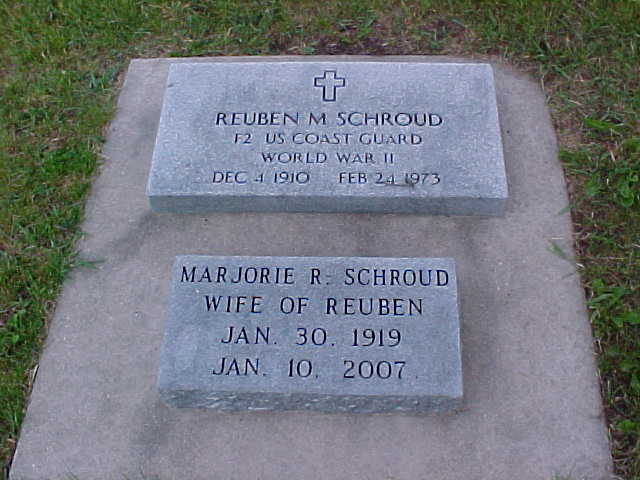 REUBEN M SCHROUD
F2 US COAST GUARD
WORLD WAR II
DEC 4 1910 FEB 24 1973
MARJORIE R. SCHROUD
WIFE OF REUBEN
JAN. 30. 1919
JAN. 10. 2007